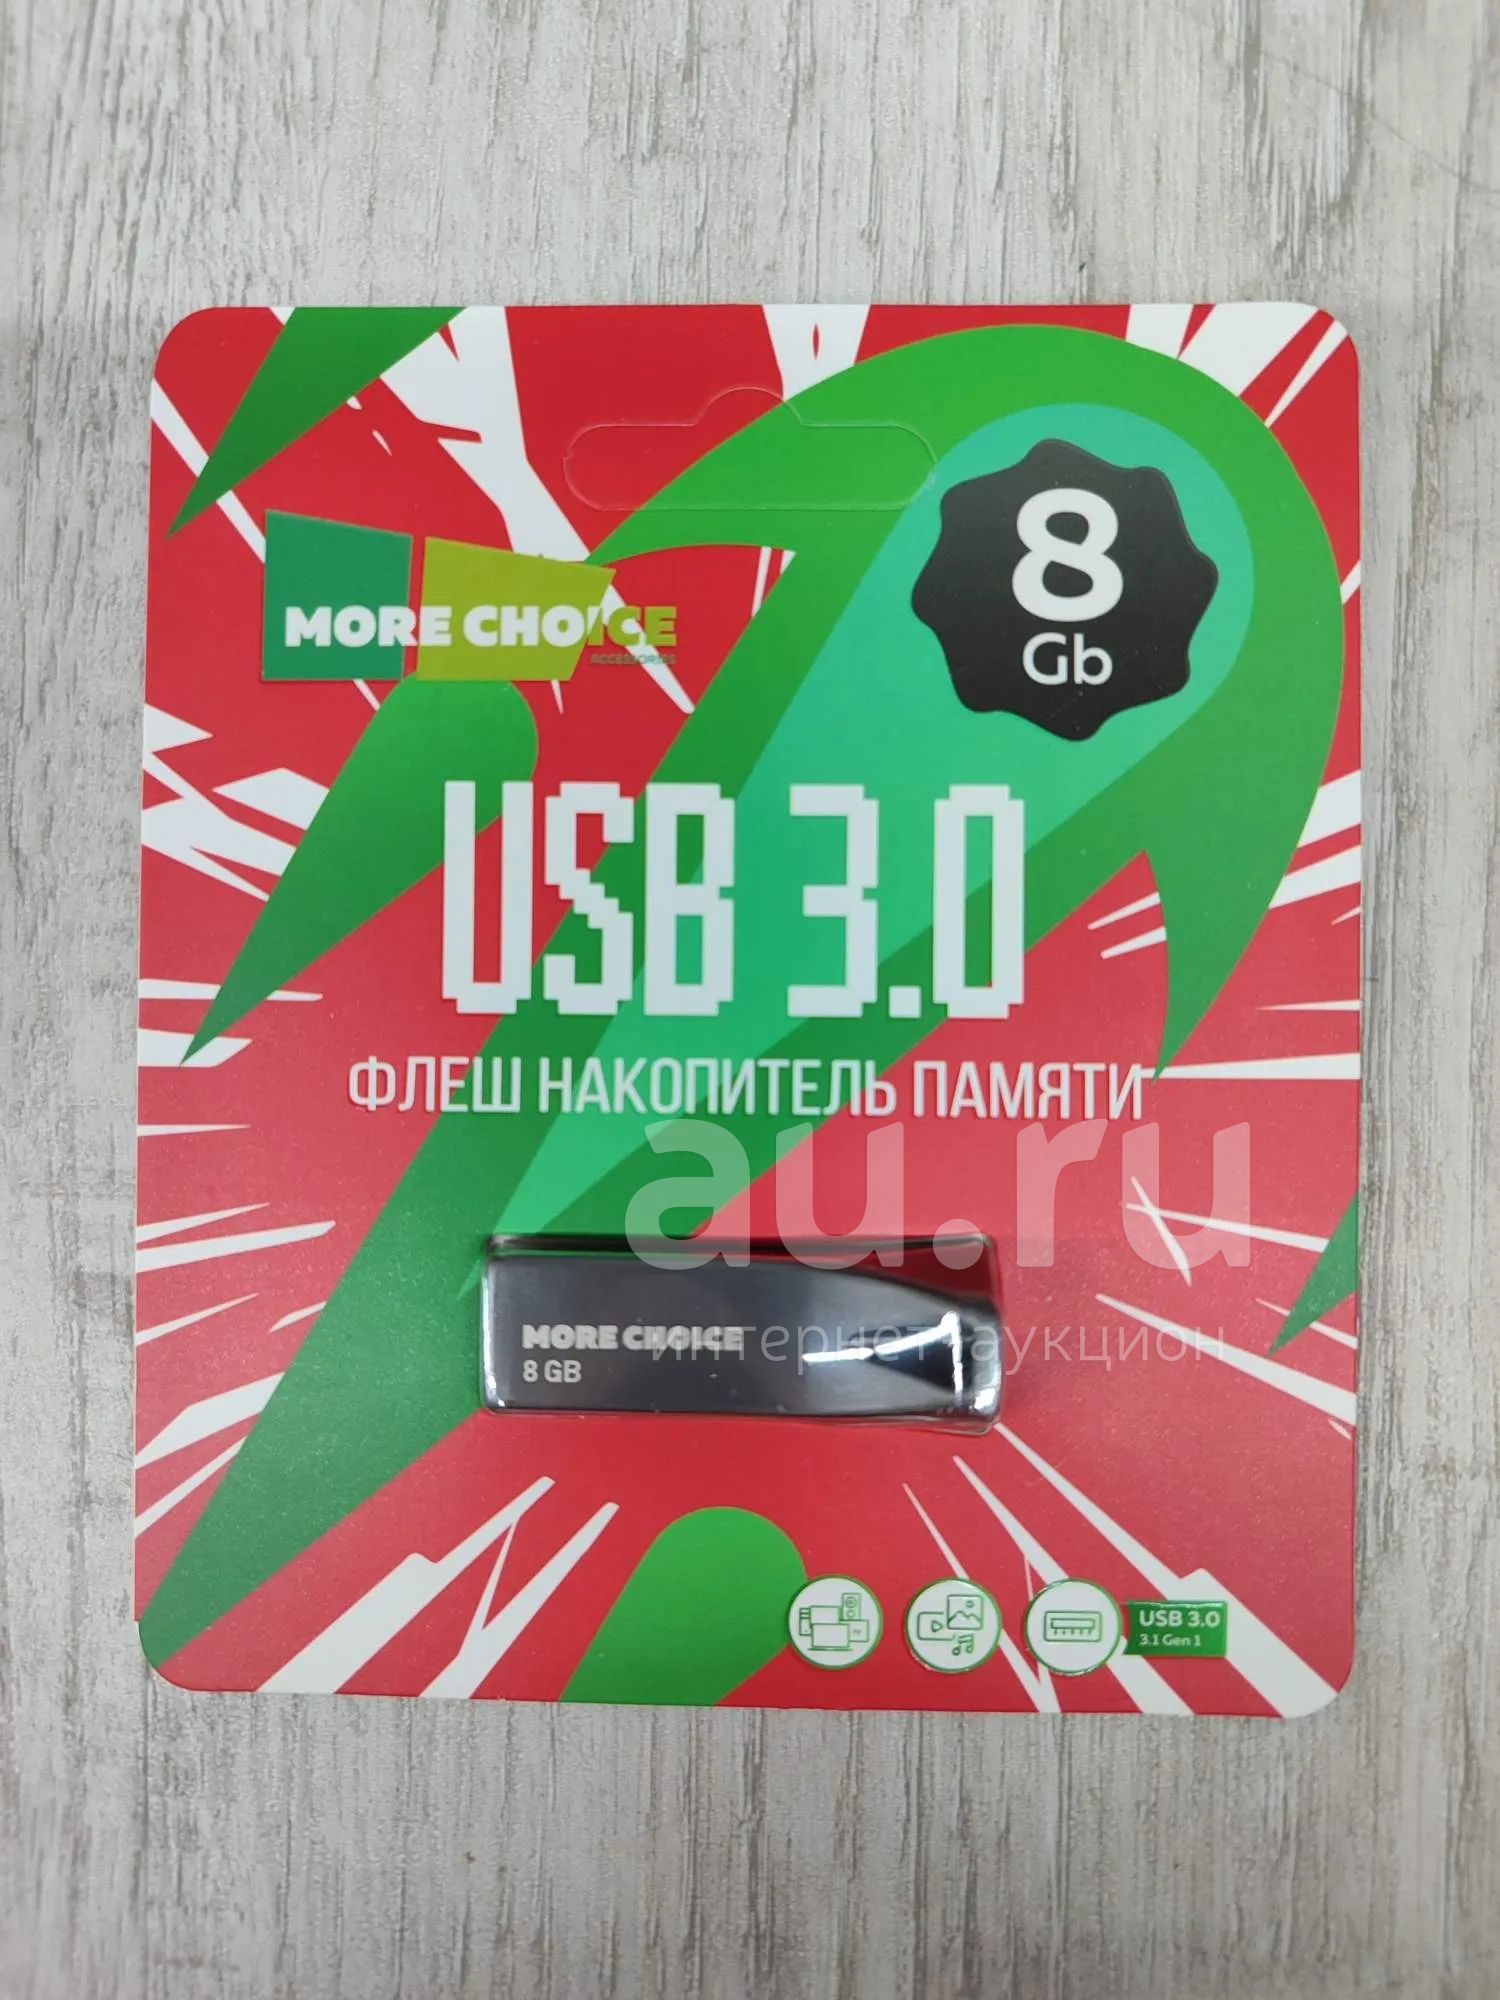 8
Gb
MORE CHOICE
ACCESSORIES
USB 3.0
ФЛЕШ НАКОПИТЕЛЬ ПАМЯТИ
au.ru
интернет-аукцион
MORE CHOICE
8 GB
USB 3.0
3.1 Gen 1